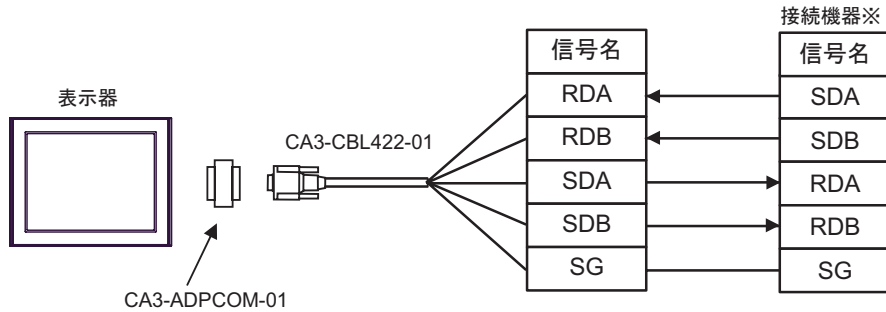 接続機器※
表示器
CA3-CBL422-01
CA3-ADPCOM-01
信号名
RDA
RDB
SDA
SDB
SG
信号名
SDA
SDB
RDA
RDB
SG